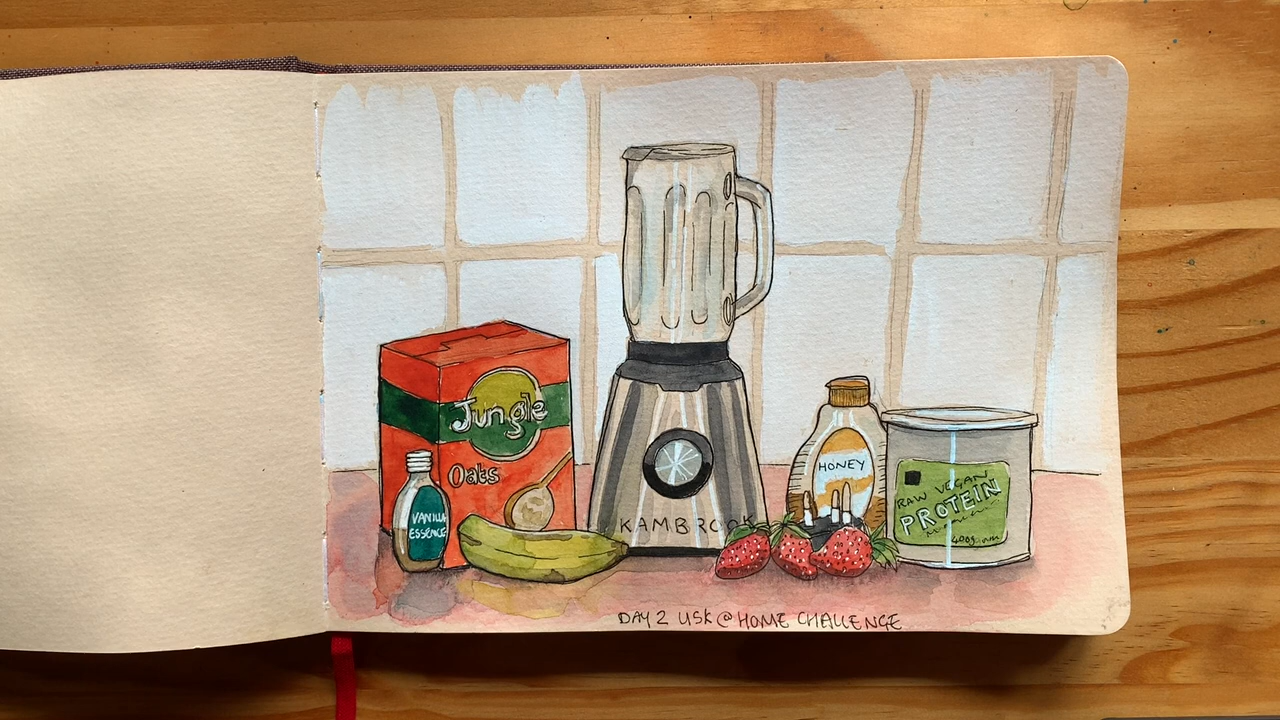 Jungle
Oats
VANILLA
ESSENCE
KAMBROOK
HONEY
RAW VEGAN
PROTEIN
400g
DAY 2 USK@HOME CHALLENGE